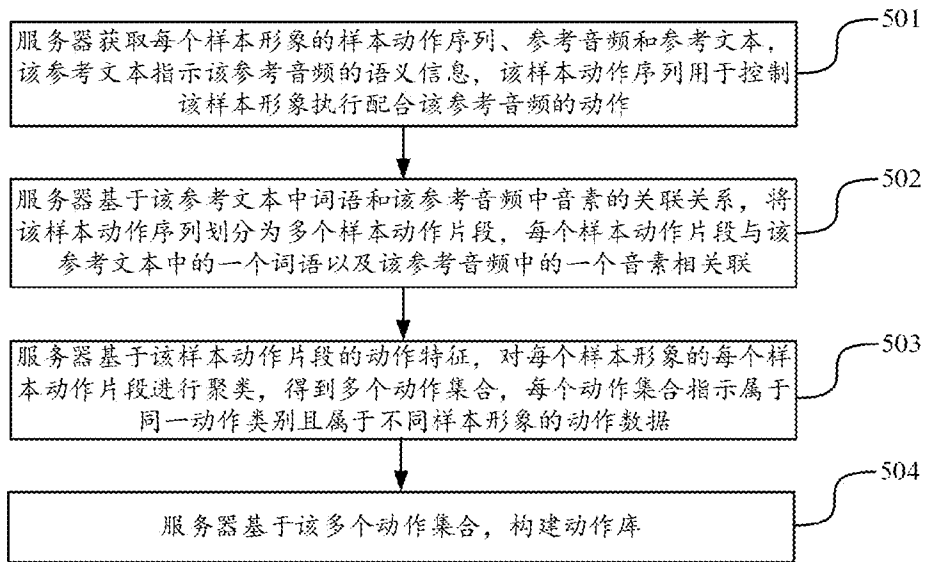 服务器获取每个样本形象的样本动作序列、参考音频和参考文本，
该参考文本指示该参考音频的语义信息，该样本动作序列用于控制
该样本形象执行配合该参考音频的动作
501
服务器基于该参考文本中词语和该参考音频中音素的关联关系，将
该样本动作序列划分为多个样本动作片段，每个样本动作片段与该
参考文本中的一个词语以及该参考音频中的一个音素相关联
502
服务器基于该样本动作片段的动作特征，对每个样本形象的每个样
本动作片段进行聚类，得到多个动作集合，每个动作集合指示属于
同一动作类别且属于不同样本形象的动作数据
503
服务器基于该多个动作集合，构建动作库
504